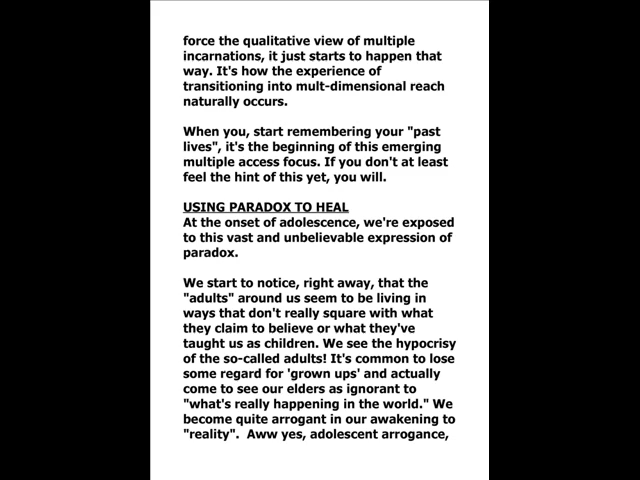 force the qualitative view of multiple
incarnations, it just starts to happen that
way. It's how the experience of
transitioning into mult-dimensional reach
naturally occurs.
When you, start remembering your "past
lives", it's the beginning of this emerging
multiple access focus. If you don't at least
feel the hint of this yet, you will.
USING PARADOX TO HEAL
At the onset of adolescence, we're exposed
to this vast and unbelievable expression of
paradox.
We start to notice, right away, that the
"adults" around us seem to be living in
ways that don't really square with what
they claim to believe or what they've
taught us as children. We see the hypocrisy
of the so-called adults! It's common to lose
some regard for 'grown ups' and actually
come to see our elders as ignorant to
"what's really happening in the world." We
become quite arrogant in our awakening to
"reality".  Aww yes, adolescent arrogance,